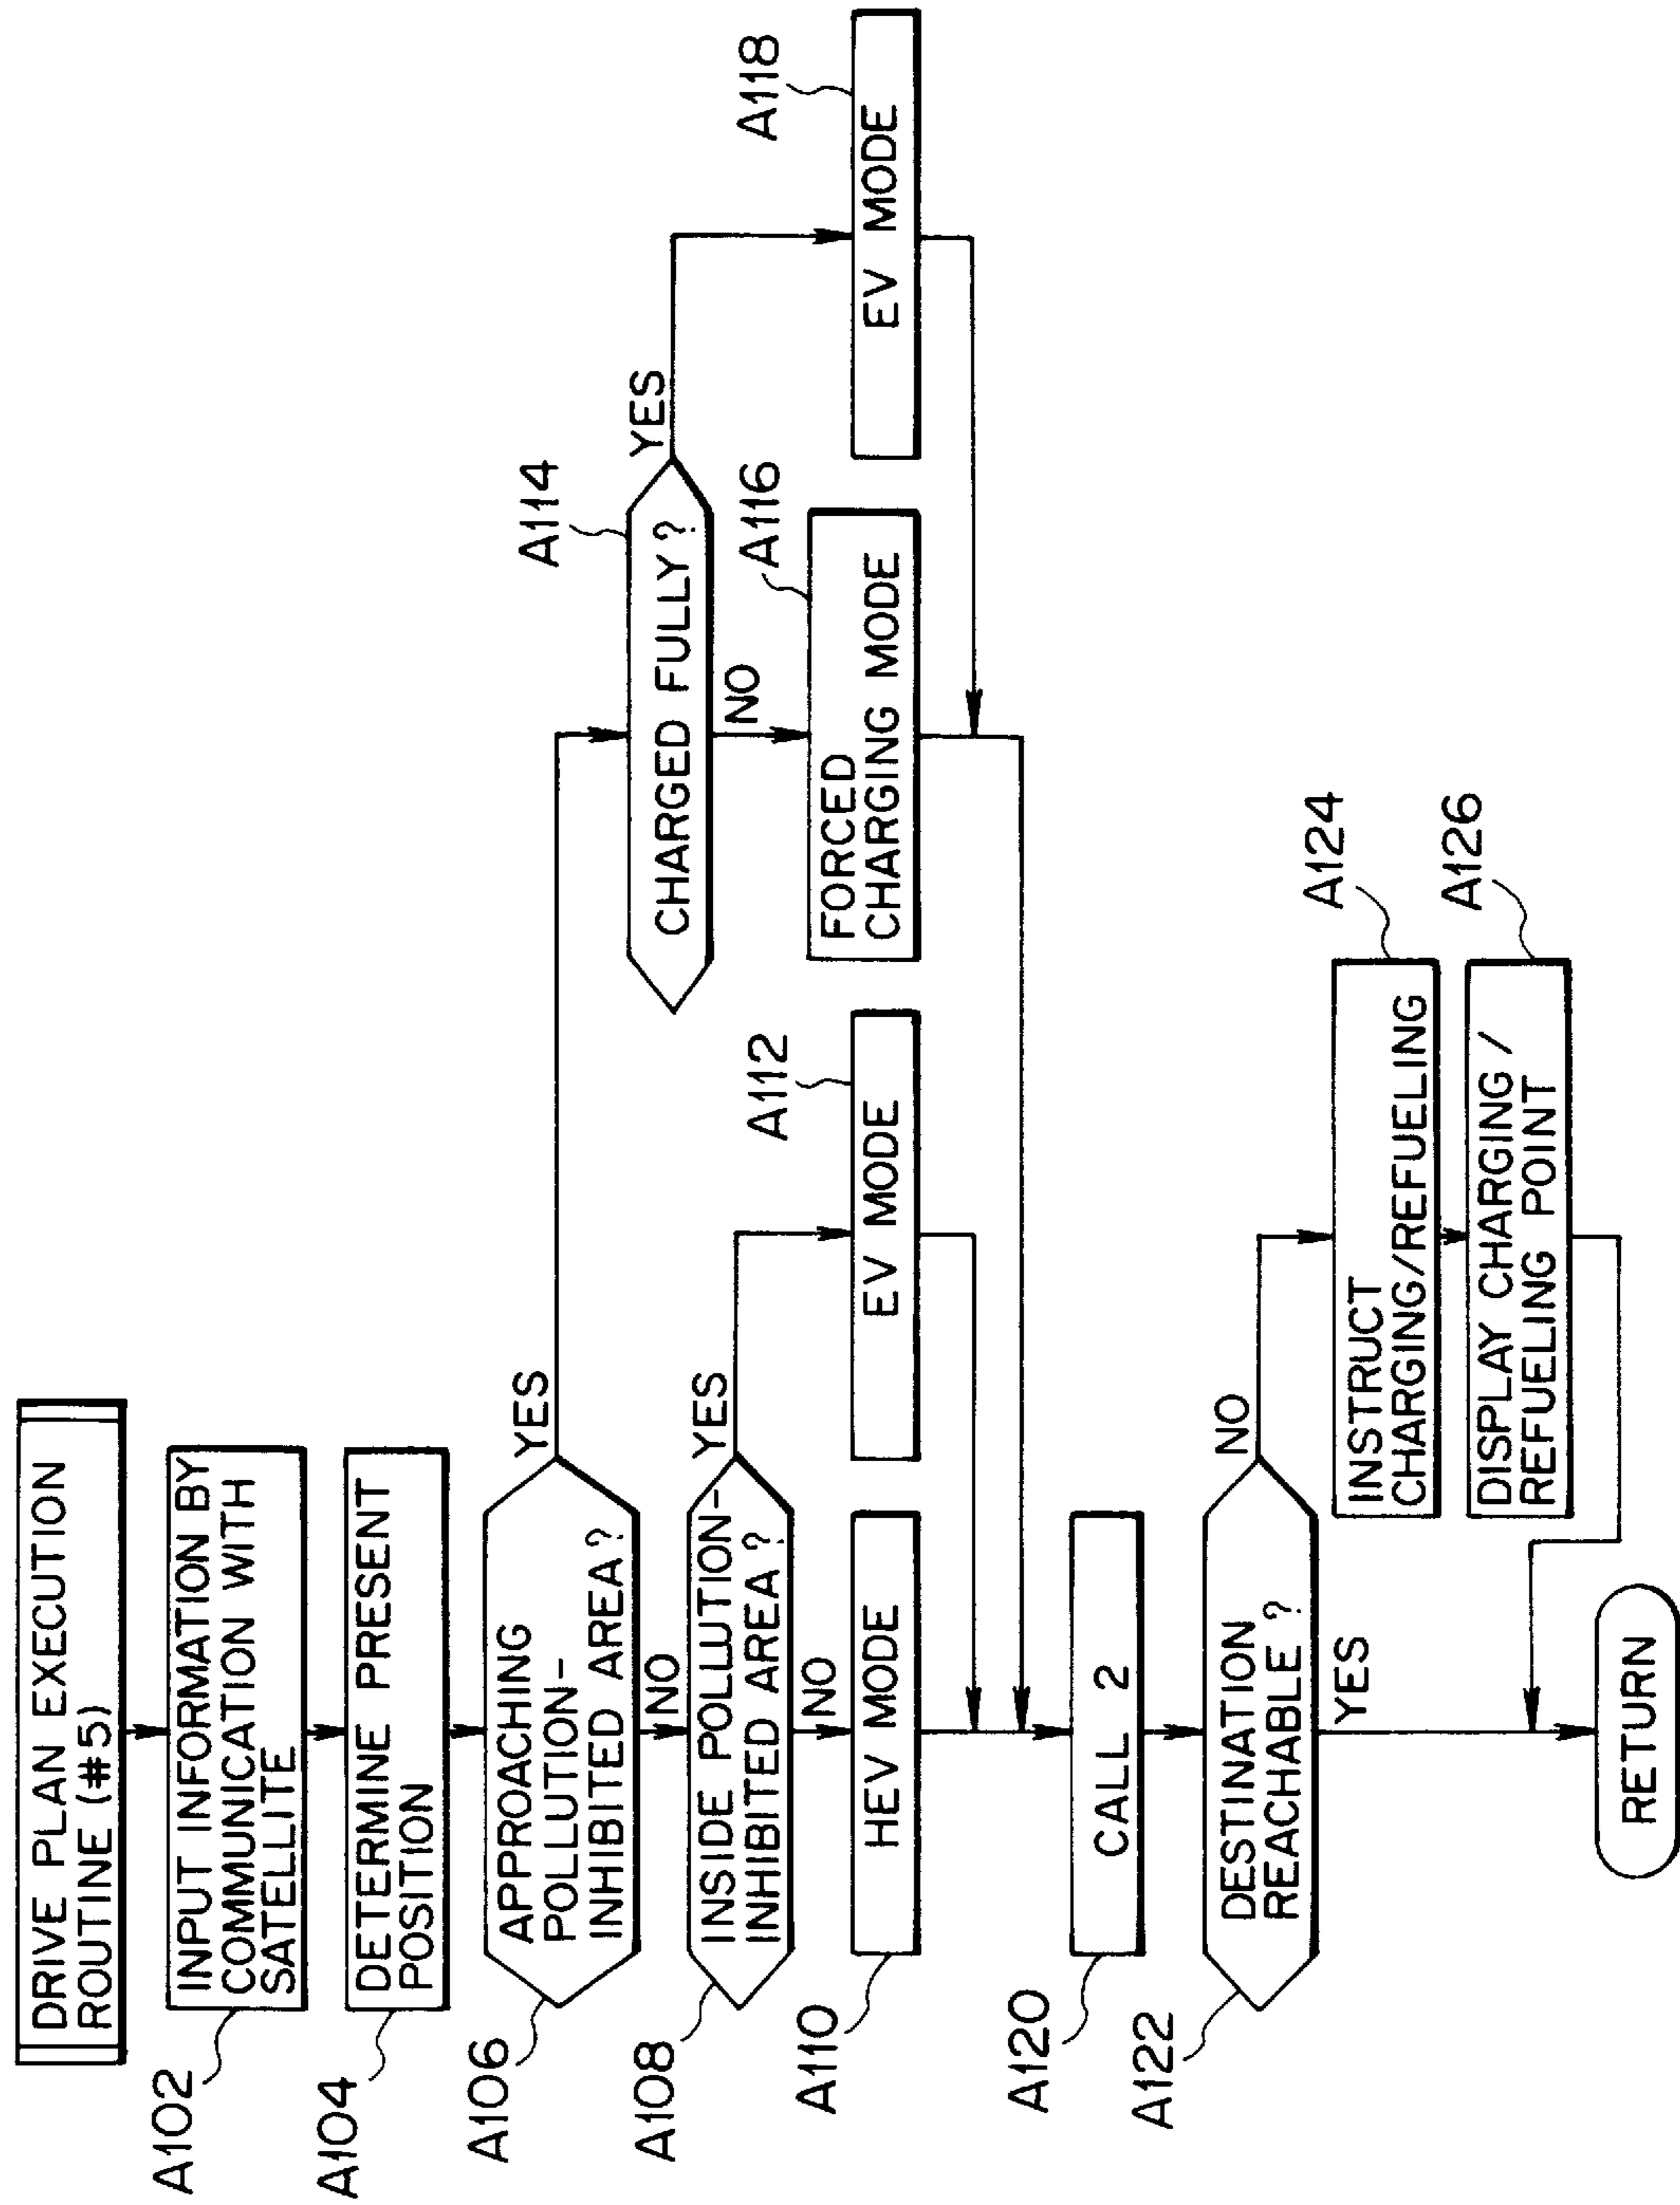 DRIVE PLAN EXECUTION
ROUTINE (#5)
A102
INPUT INFORMATION BY
COMMUNICATION WITH
SATELLITE
A104
DETERMINE PRESENT
POSITION
A106
APPROACHING
POLLUTION-
INHIBITED AREA?
YES
NO
A114
CHARGED FULLY?
YES
NO
A108
INSIDE POLLUTION-
INHIBITED AREA?
YES
NO
A110
HEV MODE
A112
EV MODE
A116
FORCED
CHARGING MODE
A118
EV MODE
A120
CALL 2
A122
DESTINATION
REACHABLE?
NO
YES
A124
INSTRUCT
CHARGING/REFUELING
A126
DISPLAY CHARGING/
REFUELING POINT
RETURN